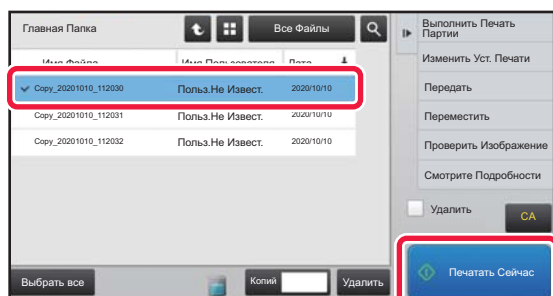 Главная Папка
Все Файлы
Имя Файла
Имя Пользователя
Дата
Copy_20201010_112030
Польз.Не Извест.
2020/10/10
Copy_20201010_112031
Польз.Не Извест.
2020/10/10
Copy_20201010_112032
Польз.Не Извест.
2020/10/10
Выбрать все
Копий
Удалить
Выполнить Печать
Партии
Изменить Уст. Печати
Передать
Переместить
Проверить Изображение
Смотрите Подробности
Удалить
CA
Печатать Сейчас